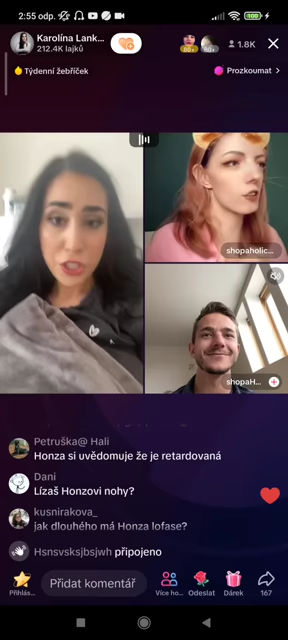 2:55 odp.
Karolína Lank...
212.4K lajků
1.8K
Týdenní žebříček
Prozkoumat >
shopaholic...
shopaH...
Petruška@ Hali
Honza si uvědomuje že je retardovaná
Dani
Lízaš Honzovi nohy?
kusnirakova_
jak dlouhého má Honza lofase?
Hsnsvsksjbsjwh připojeno
Přihlás...
Přidat komentář
Více ho...
Odeslat
Dárek
167